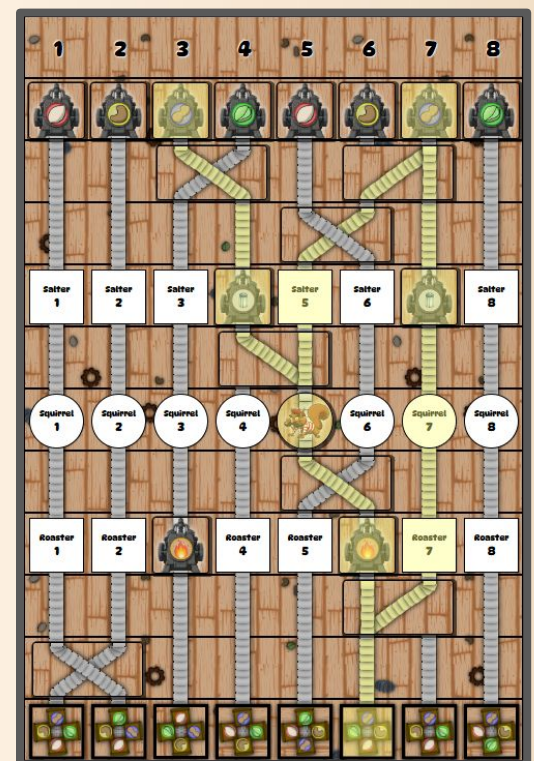 1 2 3 4 5 6 7 8
Salter Salter Salter Salter Salter Salter
1 2 3 5 6 8
Squirrel Squirrel Squirrel Squirrel Squirrel Squirrel Squirrel
1 2 3 4 6 7 8
Roaster Roaster Roaster Roaster Roaster Roaster
1 2 4 5 7 8